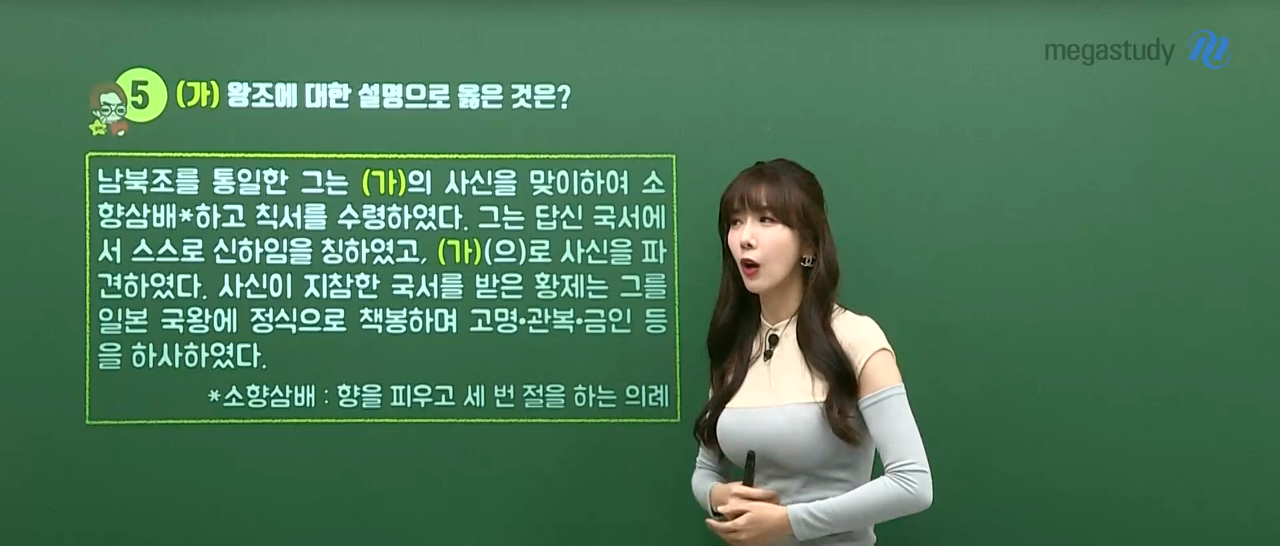 megastudy
5 (가) 왕조에 대한 설명으로 옳은 것은?
남북조를 통일한 그는 (가)의 사신을 맞이하여 소
향삼배*하고 칙서를 수령하였다. 그는 답신 국서에
서 스스로 신하임을 칭하였고, (가)(으)로 사신을 파
견하였다. 사신이 지참한 국서를 받은 황제는 그를
일본 국왕에 정식으로 책봉하며 고명•관복•금인 등
을 하사하였다.
*소향삼배 : 향을 피우고 세 번 절을 하는 의례